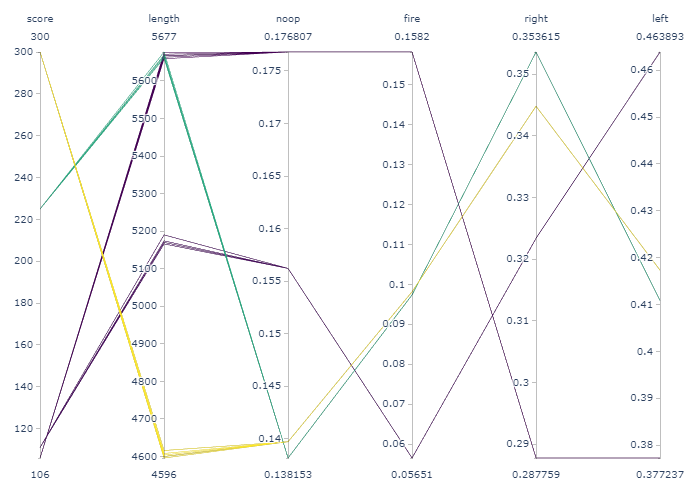 score length noop fire right left
300 5677 0.176807 0.1582 0.353615 0.463893
300 280 260 240 220 200 180 160 140 120
5600 5500 5400 5300 5200 5100 5000 4900 4800 4700 4600
0.175 0.17 0.165 0.16 0.155 0.15 0.145 0.14
0.15 0.14 0.13 0.12 0.11 0.1 0.09 0.08 0.07 0.06
0.35 0.34 0.33 0.32 0.31 0.3 0.29
0.46 0.45 0.44 0.43 0.42 0.41 0.4 0.39 0.38
106 4596 0.138153 0.05651 0.287759 0.377237